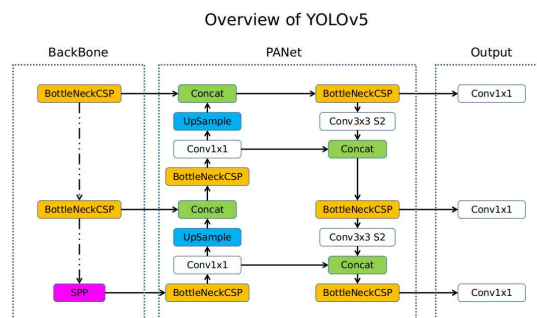 Overview of YOLOv5
BackBone
PANet
Output
BottleNeckCSP
Concat
BottleNeckCSP
Conv1x1
UpSample
Conv3x3 S2
Conv1x1
Concat
BottleNeckCSP
BottleNeckCSP
Concat
BottleNeckCSP
Conv1x1
UpSample
Conv3x3 S2
Conv1x1
Concat
SPP
BottleNeckCSP
BottleNeckCSP
Conv1x1